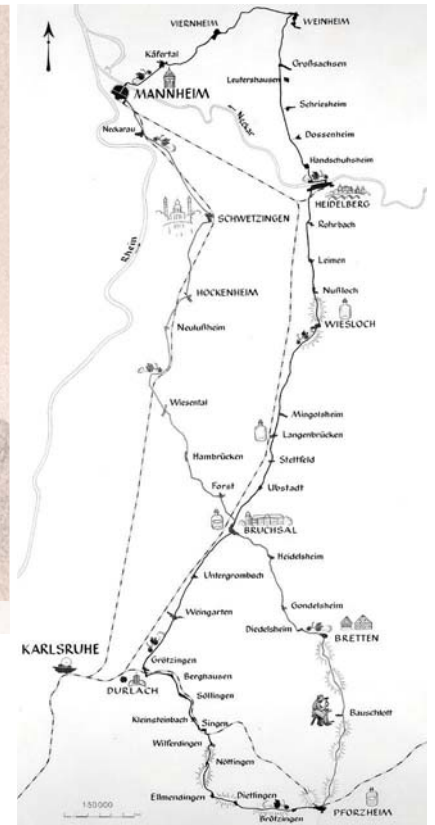 VIERNHEIM
WEINHEIM
Käfertal
Großsachsen
MANNHEIM
Leutershausen
Schriesheim
Neckar
Neckarau
Dossenheim
Handschuhsheim
HEIDELBERG
SCHWETZINGEN
Rohrbach
Rhein
Leimen
HOCKENHEIM
Nußloch
Neulußheim
WIESLOCH
Wiesental
Mingolsheim
Langenbrücken
Hambrücken
Stettfeld
Forst
Ubstadt
BRUCHSAL
Heidelsheim
Untergrombach
Gondelsheim
Weingarten
Diedelsheim
BRETTEN
KARLSRUHE
Grötzingen
Berghausen
DURLACH
Söllingen
Bauschlott
Kleinsteinbach
Singen
Wilferdingen
Nöttingen
Ellmendingen
Dietlingen
Brötzingen
PFORZHEIM